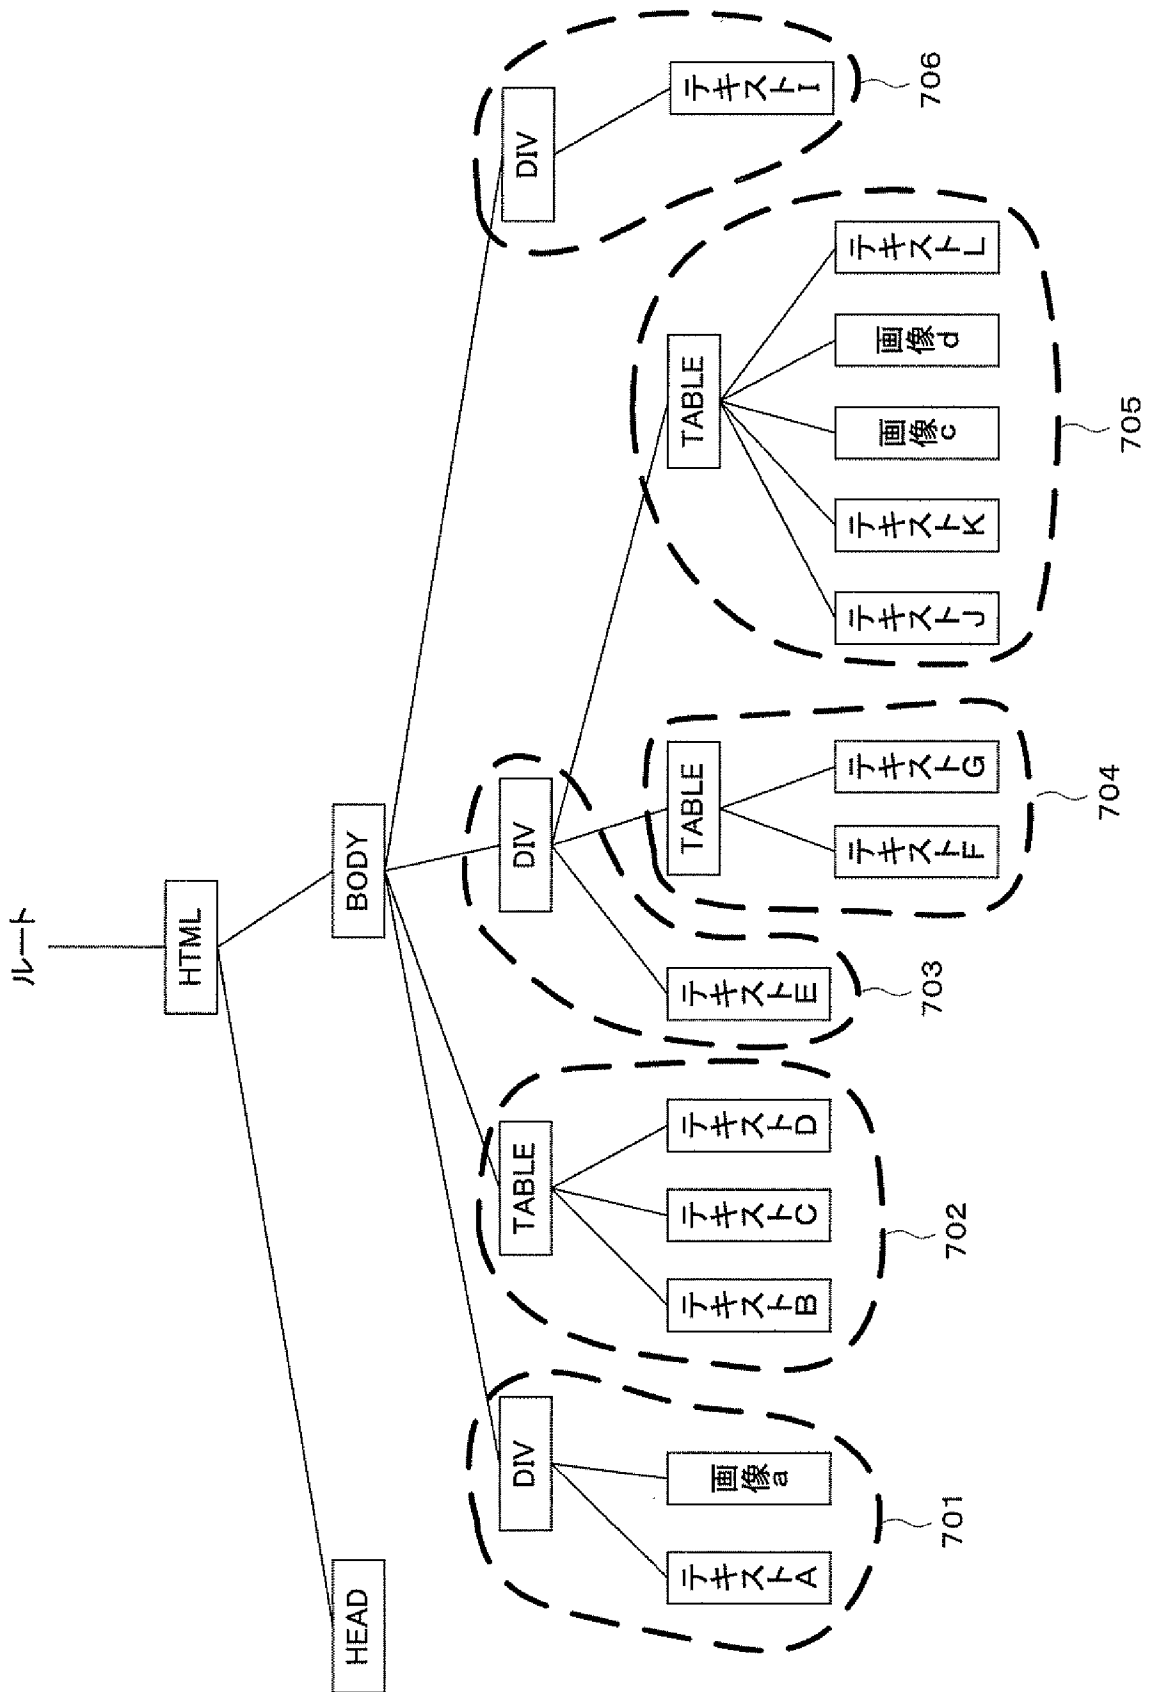 ルート
HTML
HEAD
BODY
DIV
TABLE
DIV
DIV
テキストA
画像a
テキストB
テキストC
テキストD
テキストE
TABLE
TABLE
テキストI
テキストF
テキストG
テキストJ
テキストK
画像c
画像d
テキストL
701
702
703
704
705
706